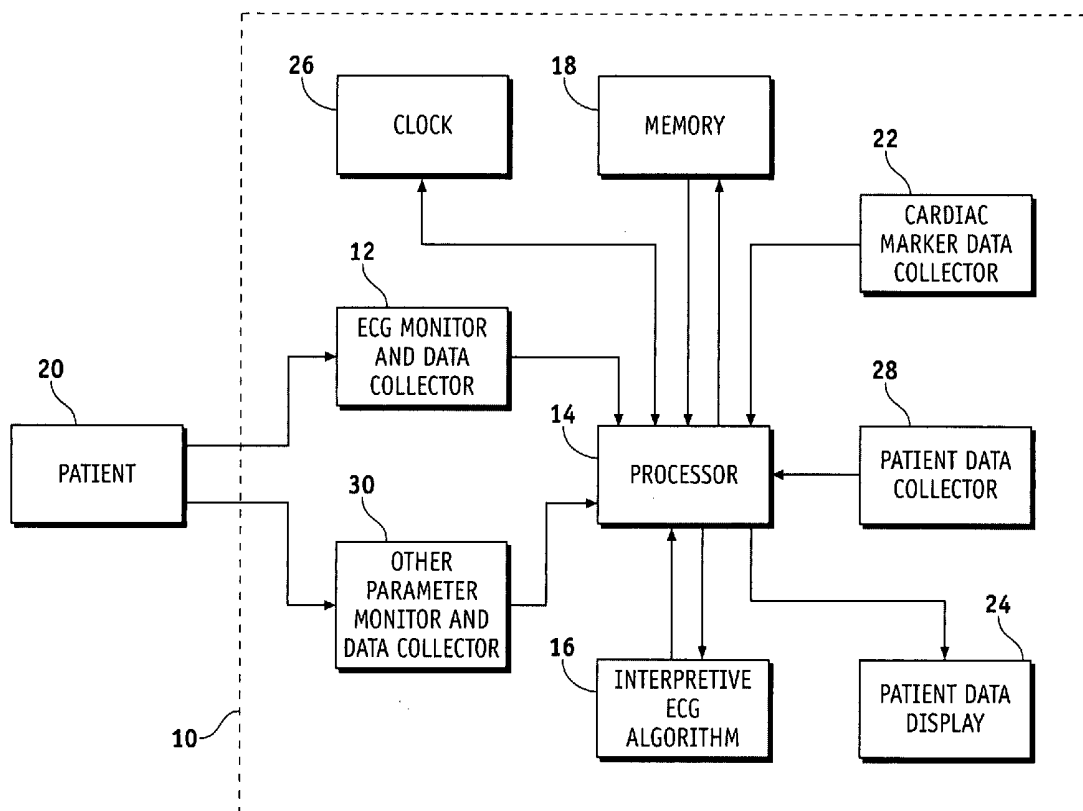 26
CLOCK
18
MEMORY
22
CARDIAC
MARKER DATA
COLLECTOR
12
ECG MONITOR
AND DATA
COLLECTOR
20
PATIENT
14
PROCESSOR
28
PATIENT DATA
COLLECTOR
30
OTHER
PARAMETER
MONITOR AND
DATA COLLECTOR
16
INTERPRETIVE
ECG
ALGORITHM
24
PATIENT DATA
DISPLAY
10